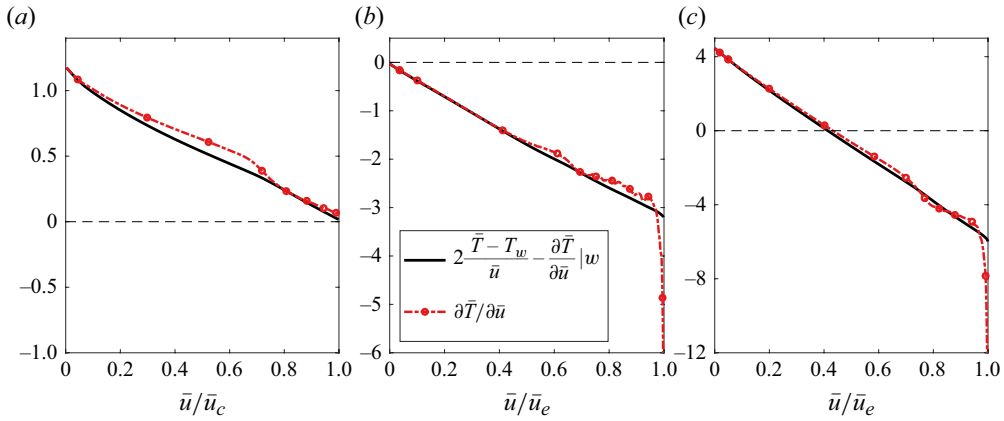 (a)
1.0
0.5
0
−0.5
−1.0
0 0.2 0.4 0.6 0.8 1.0
ū/ū_c
(b)
0
−1
−2
−3
−4
−5
−6
0 0.2 0.4 0.6 0.8 1.0
ū/ū_e
2 (T̄ − T_w)/ū − ∂T̄/∂ū |w
∂T̄/∂ū
(c)
4
0
−4
−8
−12
0 0.2 0.4 0.6 0.8 1.0
ū/ū_e